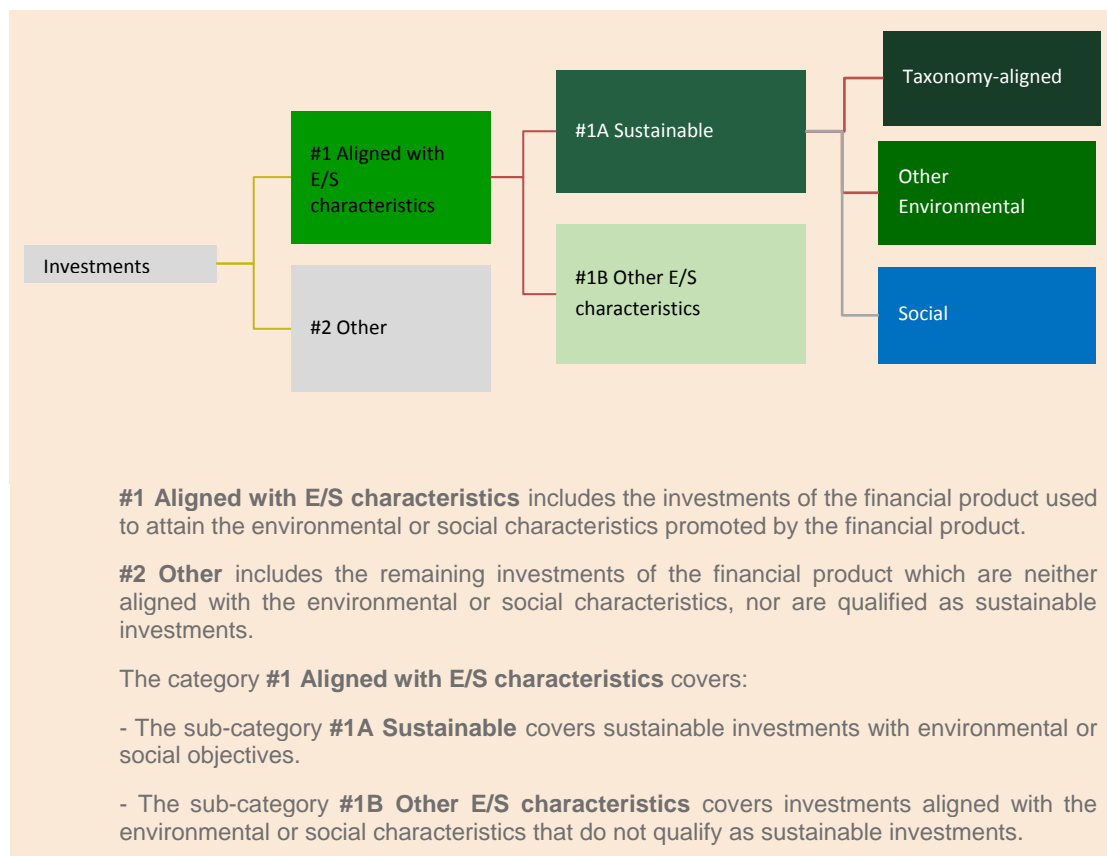 Taxonomy-aligned
#1A Sustainable
#1 Aligned with
E/S
characteristics
Other
Environmental
Investments
#1B Other E/S
characteristics
#2 Other
Social
#1 Aligned with E/S characteristics includes the investments of the financial product used
to attain the environmental or social characteristics promoted by the financial product.
#2 Other includes the remaining investments of the financial product which are neither
aligned with the environmental or social characteristics, nor are qualified as sustainable
investments.
The category #1 Aligned with E/S characteristics covers:
- The sub-category #1A Sustainable covers sustainable investments with environmental or
social objectives.
- The sub-category #1B Other E/S characteristics covers investments aligned with the
environmental or social characteristics that do not qualify as sustainable investments.